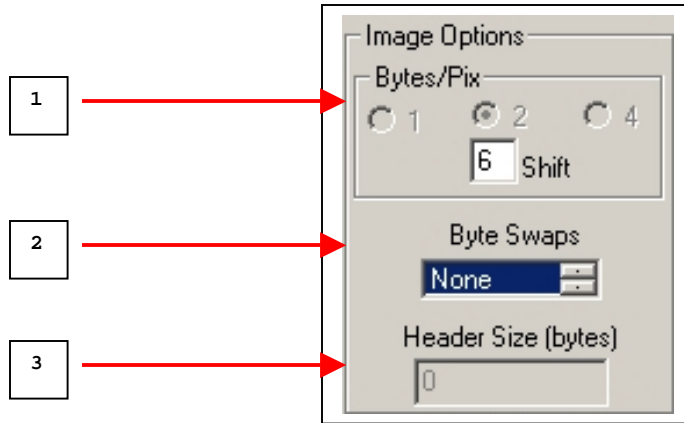 Image Options
Bytes/Pix
1
1 2 4
6 Shift
2
Byte Swaps
None
3
Header Size (bytes)
0